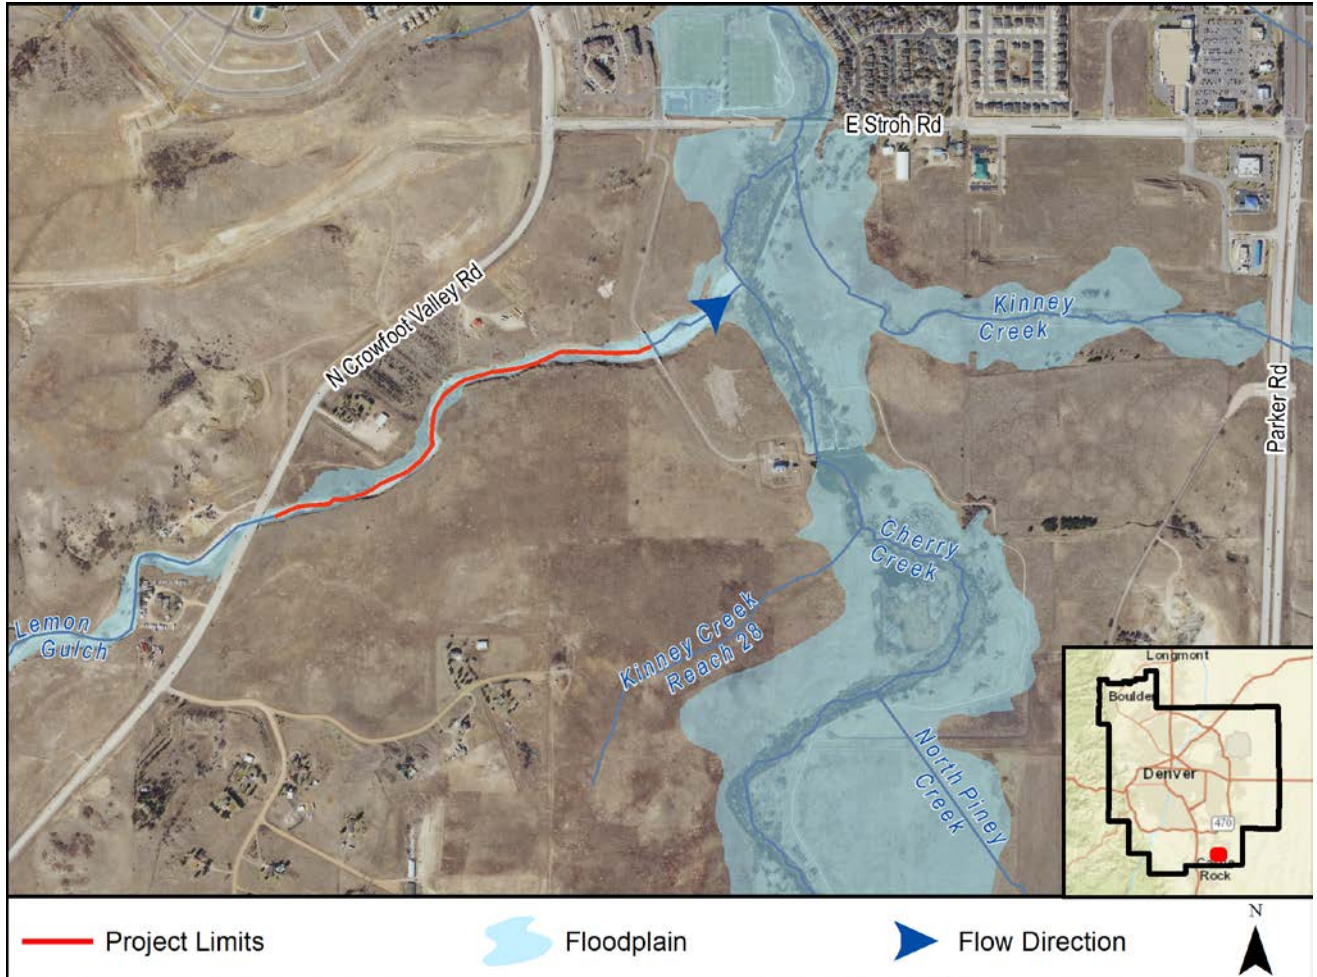 E Stroh Rd
N Crowfoot Valley Rd
Kinney
Creek
Parker Rd
Cherry
Creek
Lemon
Gulch
Kinney Creek
Reach 28
North Piney
Creek
Longmont
Boulder
Denver
470
Rock
Project Limits
Floodplain
Flow Direction
N